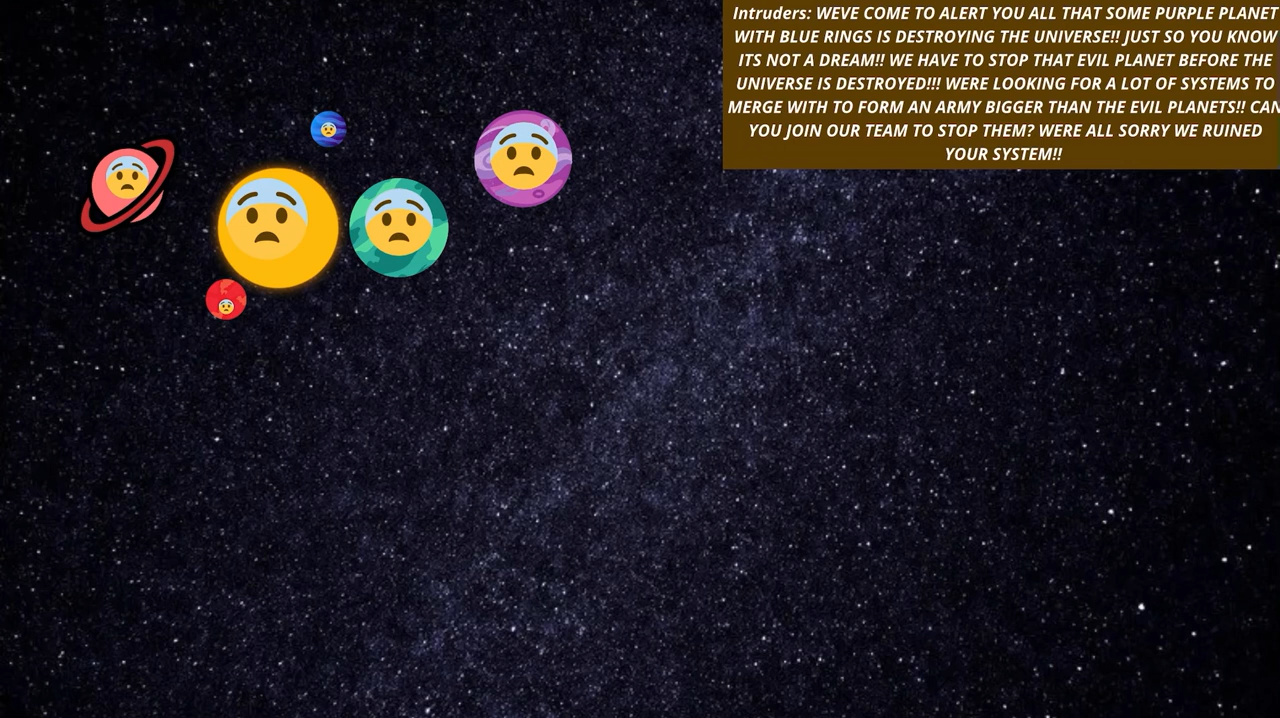 Intruders: WEVE COME TO ALERT YOU ALL THAT SOME PURPLE PLANET
WITH BLUE RINGS IS DESTROYING THE UNIVERSE!! JUST SO YOU KNOW
ITS NOT A DREAM!! WE HAVE TO STOP THAT EVIL PLANET BEFORE THE
UNIVERSE IS DESTROYED!!! WERE LOOKING FOR A LOT OF SYSTEMS TO
MERGE WITH TO FORM AN ARMY BIGGER THAN THE EVIL PLANETS!! CAN
YOU JOIN OUR TEAM TO STOP THEM? WERE ALL SORRY WE RUINED
YOUR SYSTEM!!